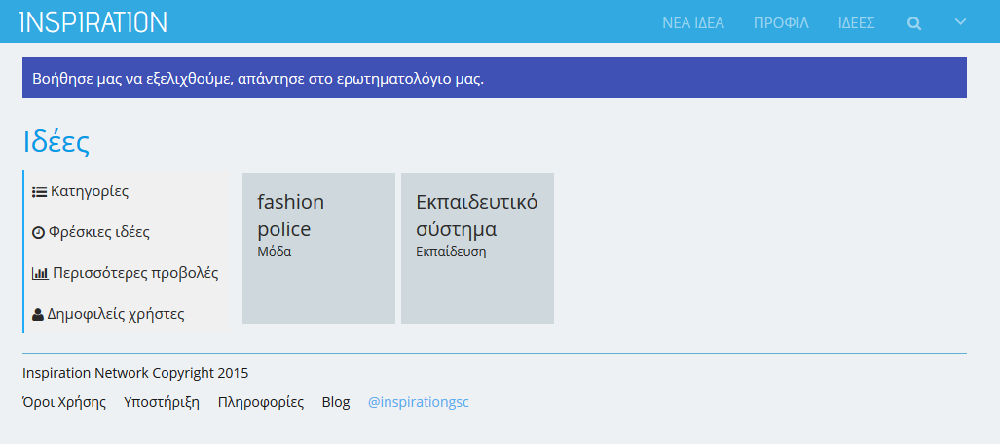 INSPIRATION
ΝΕΑ ΙΔΕΑ ΠΡΟΦΙΛ ΙΔΕΕΣ
Βοήθησε μας να εξελιχθούμε, απάντησε στο ερωτηματολόγιο μας.
Ιδέες
Κατηγορίες
Φρέσκιες ιδέες
Περισσότερες προβολές
Δημοφιλείς χρήστες
fashion
police
Μόδα
Εκπαιδευτικό
σύστημα
Εκπαίδευση
Inspiration Network Copyright 2015
Όροι Χρήσης Υποστήριξη Πληροφορίες Blog @inspirationgsc